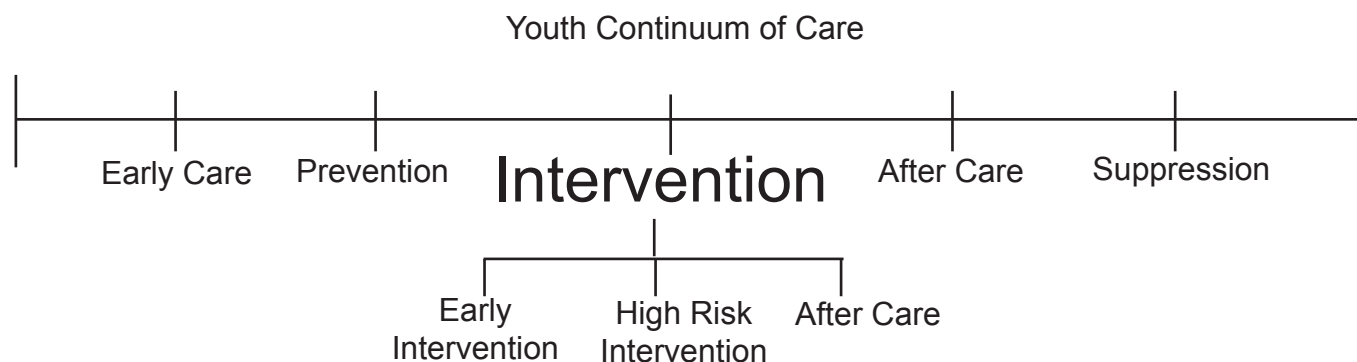 Youth Continuum of Care
Early Care
Prevention
Intervention
After Care
Suppression
Early
Intervention
High Risk
Intervention
After Care